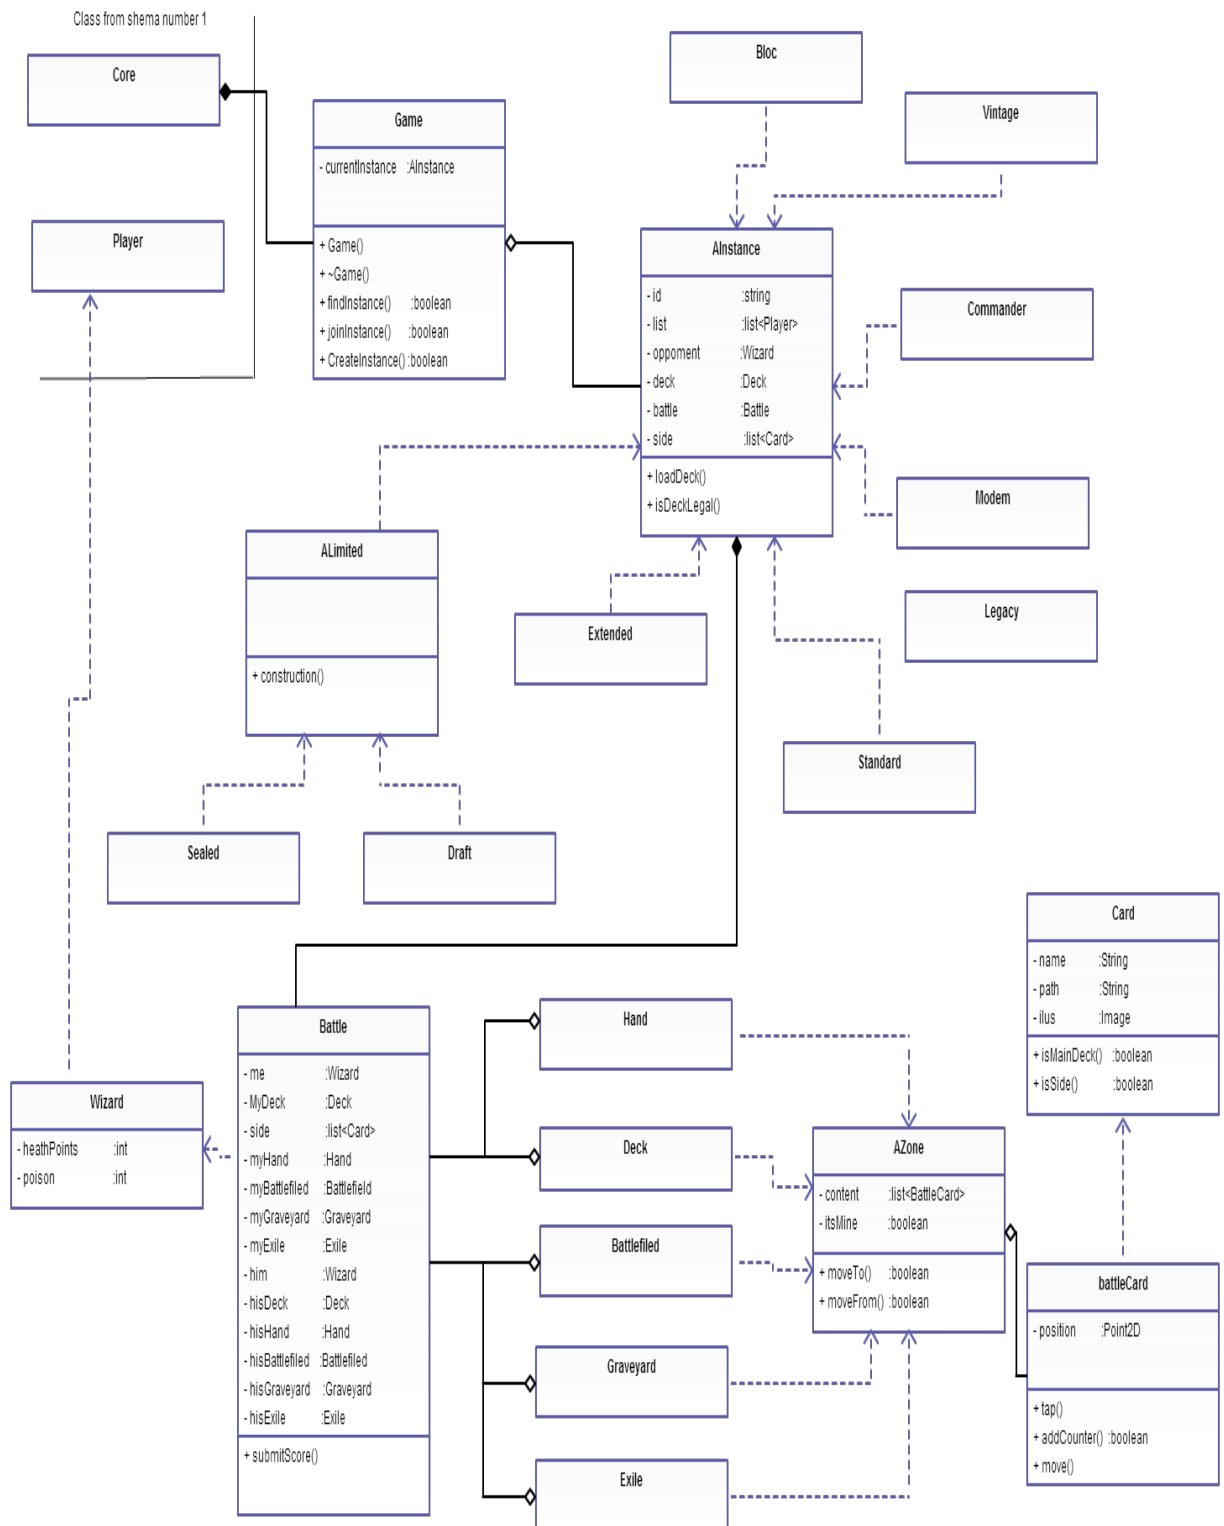 Class from shema number 1
Core
Player
Game
- currentInstance :AInstance
+ Game()
+ ~Game()
+ findInstance() :boolean
+ joinInstance() :boolean
+ CreateInstance() :boolean
Bloc
Vintage
AInstance
- id :string
- list :list<Player>
- oppoment :Wizard
- deck :Deck
- battle :Battle
- side :list<Card>
+ loadDeck()
+ isDeckLegal()
Commander
Modern
Legacy
Standard
Extended
ALimited
+ construction()
Sealed
Draft
Wizard
- heathPoints :int
- poison :int
Battle
- me :Wizard
- MyDeck :Deck
- side :list<Card>
- myHand :Hand
- myBattlefiled :Battlefield
- myGraveyard :Graveyard
- myExile :Exile
- him :Wizard
- hisDeck :Deck
- hisHand :Hand
- hisBattlefiled :Battlefiled
- hisGraveyard :Graveyard
- hisExile :Exile
+ submitScore()
Hand
Deck
Battlefiled
Graveyard
Exile
AZone
- content :list<BattleCard>
- itsMine :boolean
+ moveTo() :boolean
+ moveFrom() :boolean
Card
- name :String
- path :String
- ilus :Image
+ isMainDeck() :boolean
+ isSide() :boolean
battleCard
- position :Point2D
+ tap()
+ addCounter() :boolean
+ move()